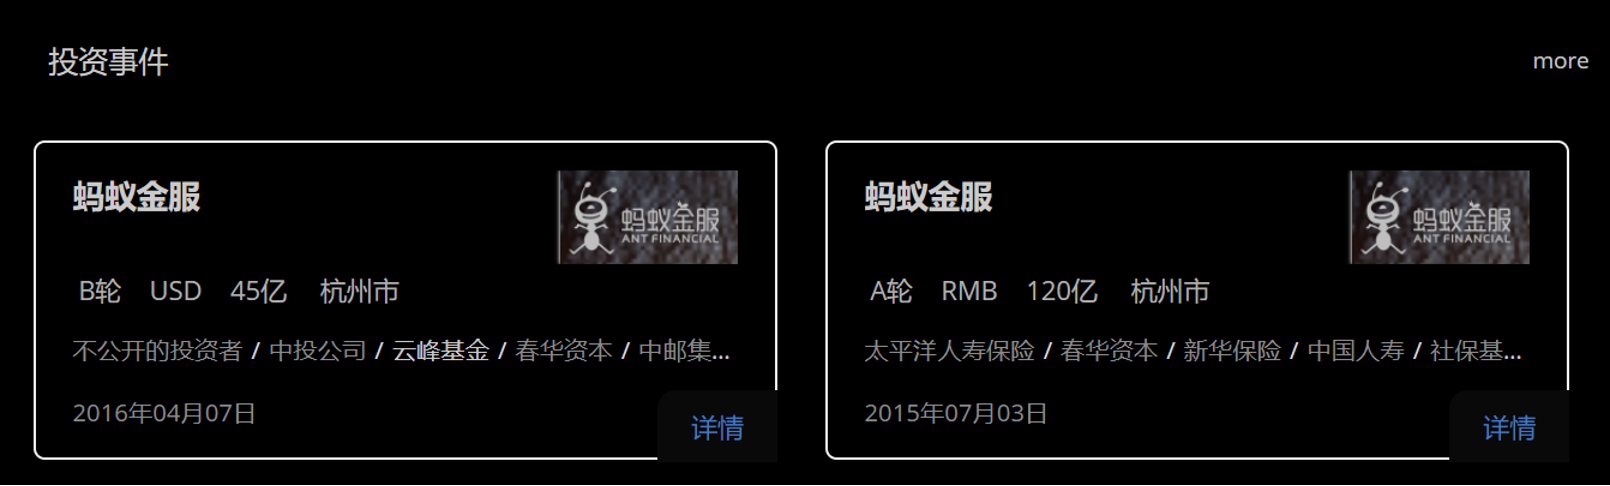 投资事件
more
蚂蚁金服
蚂蚁金服
ANT FINANCIAL
B轮 USD 45亿 杭州市
不公开的投资者 / 中投公司 / 云峰基金 / 春华资本 / 中邮集...
2016年04月07日
详情
蚂蚁金服
蚂蚁金服
ANT FINANCIAL
A轮 RMB 120亿 杭州市
太平洋人寿保险 / 春华资本 / 新华保险 / 中国人寿 / 社保基...
2015年07月03日
详情